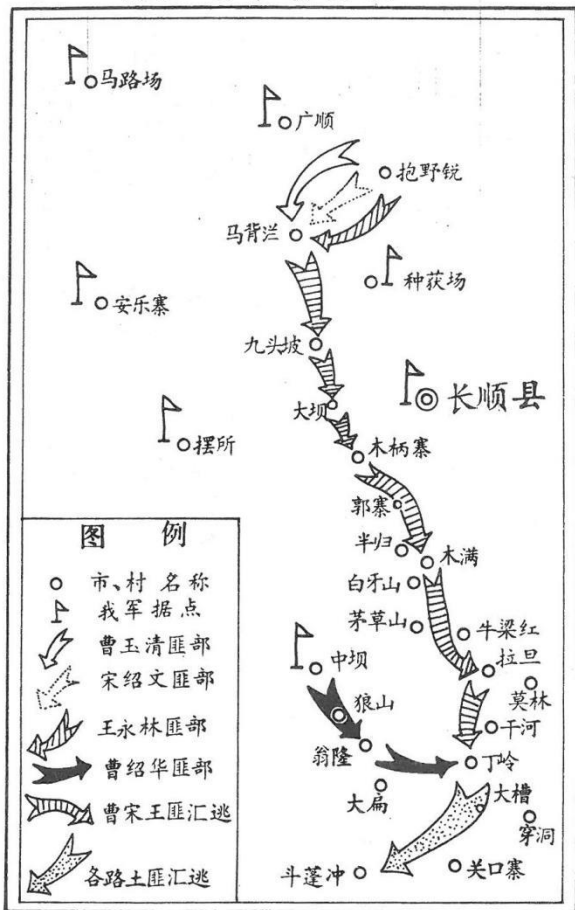 马路场
广顺
抱野锐
马背𰛠
种获场
安乐寨
九头坡
长顺县
大坝
摆所
木柄寨
郭寨
半归
木满
白牙山
茅草山
牛梁红
拉旦
中坝
莫林
狼山
干河
翁隆
丁岭
大扁
大槽
穿洞
斗蓬冲
关口寨
图 例
市、村名称
我军据点
曹玉清匪部
宋绍文匪部
王永林匪部
曹绍华匪部
曹宋王匪汇逃
各路土匪汇逃